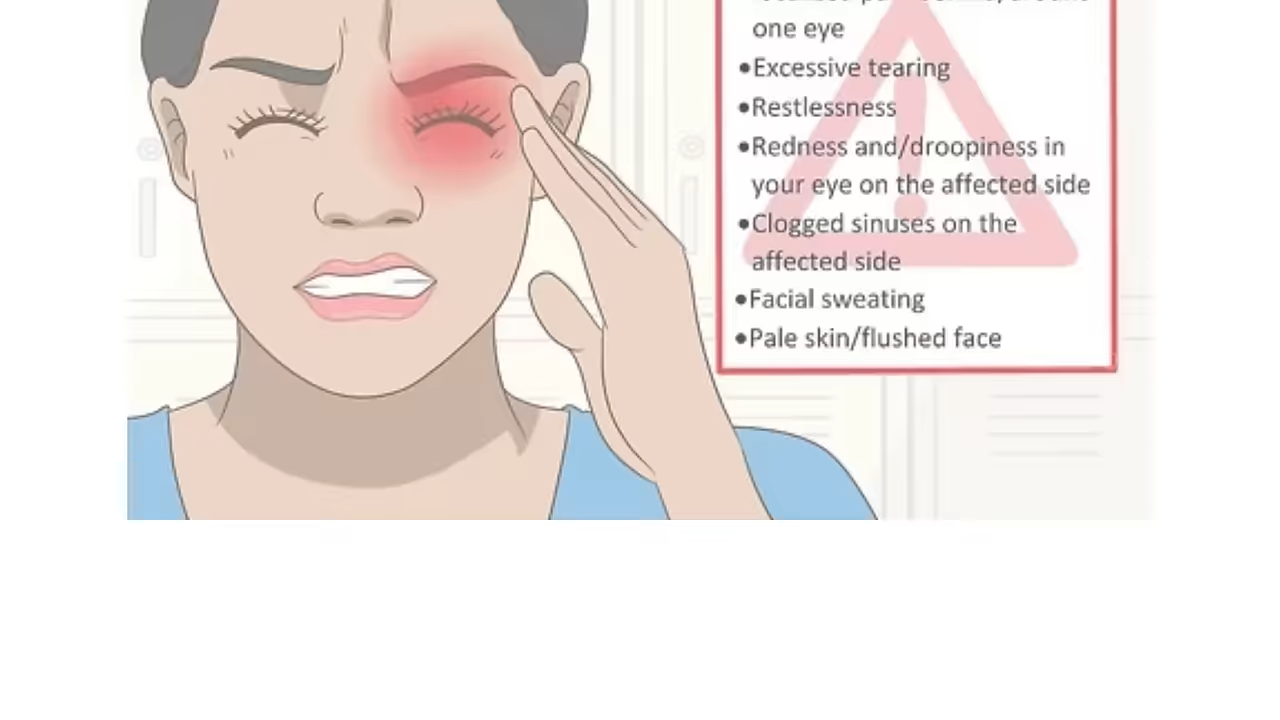 one eye
•Excessive tearing
•Restlessness
•Redness and/droopiness in
your eye on the affected side
•Clogged sinuses on the
affected side
•Facial sweating
•Pale skin/flushed face